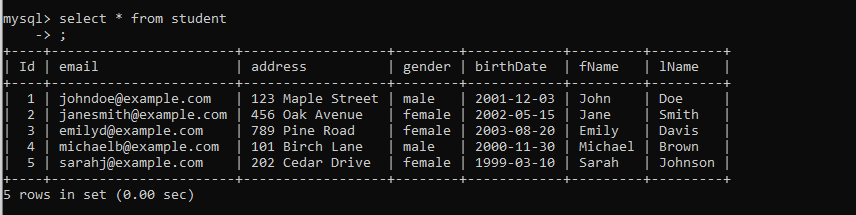 mysql> select * from student
    -> ;
+----+-----------------------+------------------+--------+------------+---------+---------+
| Id | email                 | address          | gender | birthDate  | fName   | lName   |
+----+-----------------------+------------------+--------+------------+---------+---------+
|  1 | johndoe@example.com   | 123 Maple Street | male   | 2001-12-03 | John    | Doe     |
|  2 | janesmith@example.com | 456 Oak Avenue   | female | 2002-05-15 | Jane    | Smith   |
|  3 | emilyd@example.com    | 789 Pine Road    | female | 2003-08-20 | Emily   | Davis   |
|  4 | michaelb@example.com  | 101 Birch Lane   | male   | 2000-11-30 | Michael | Brown   |
|  5 | sarahj@example.com    | 202 Cedar Drive  | female | 1999-03-10 | Sarah   | Johnson |
+----+-----------------------+------------------+--------+------------+---------+---------+
5 rows in set (0.00 sec)